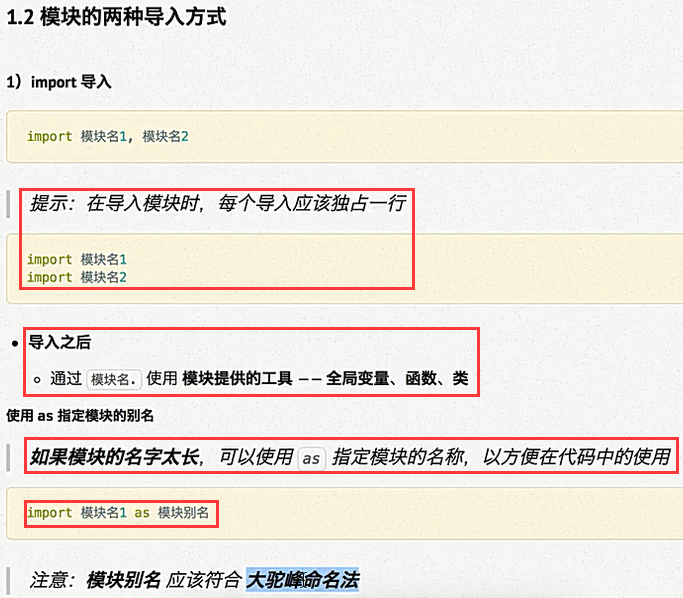 1.2 模块的两种导入方式
1）import 导入
import 模块名1, 模块名2
提示：在导入模块时，每个导入应该独占一行
import 模块名1
import 模块名2
导入之后
通过 模块名. 使用 模块提供的工具 —— 全局变量、函数、类
使用 as 指定模块的别名
如果模块的名字太长，可以使用 as 指定模块的名称，以方便在代码中的使用
import 模块名1 as 模块别名
注意：模块别名 应该符合 大驼峰命名法